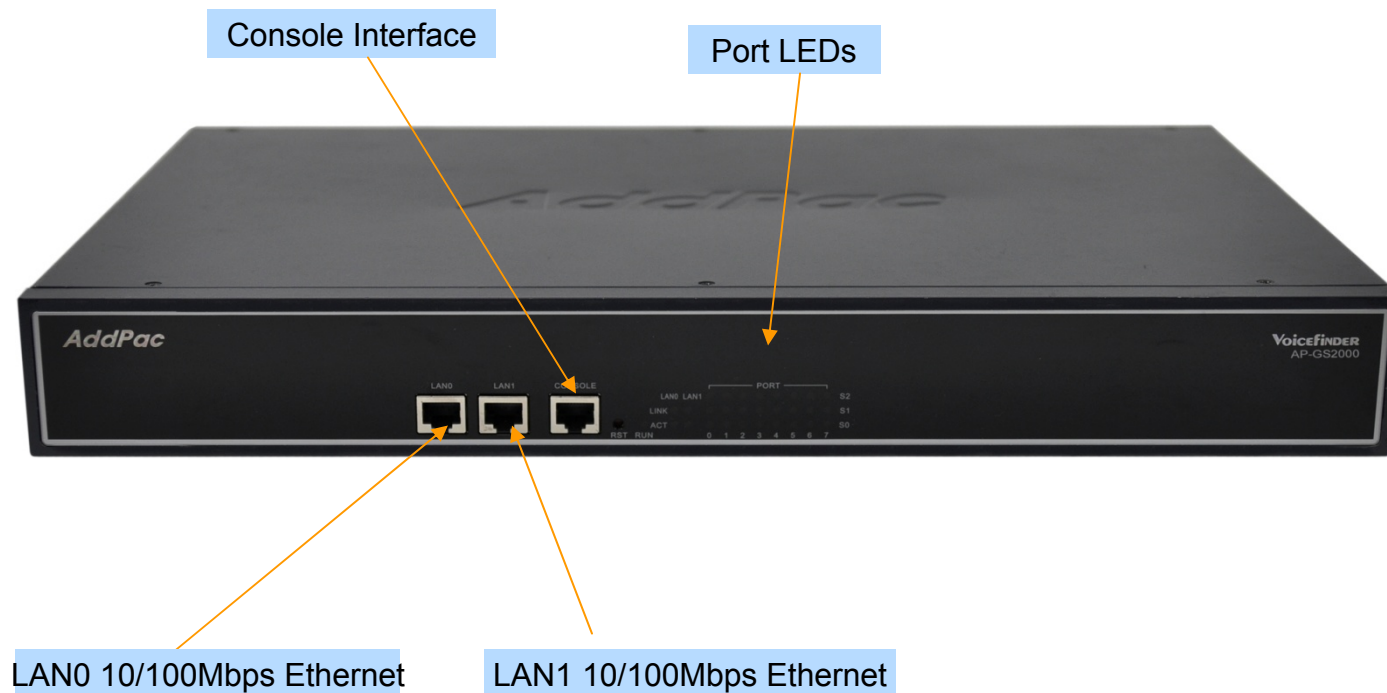 Console Interface
Port LEDs
AddPac
AddPac
VoiceFinder
AP-GS2000
LAN0 LAN1 CONSOLE
PORT
LAN0 LAN1 S2
LINK S1
ACT S0
RST RUN 0 1 2 3 4 5 6 7
LAN0 10/100Mbps Ethernet
LAN1 10/100Mbps Ethernet